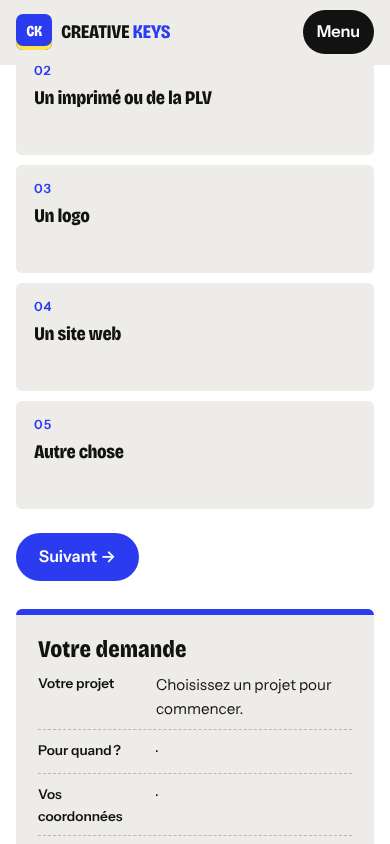 CK CREATIVE KEYS Menu
02
Un imprimé ou de la PLV
03
Un logo
04
Un site web
05
Autre chose
Suivant →
Votre demande
Votre projet Choisissez un projet pour
commencer.
Pour quand ? ·
Vos
coordonnées ·